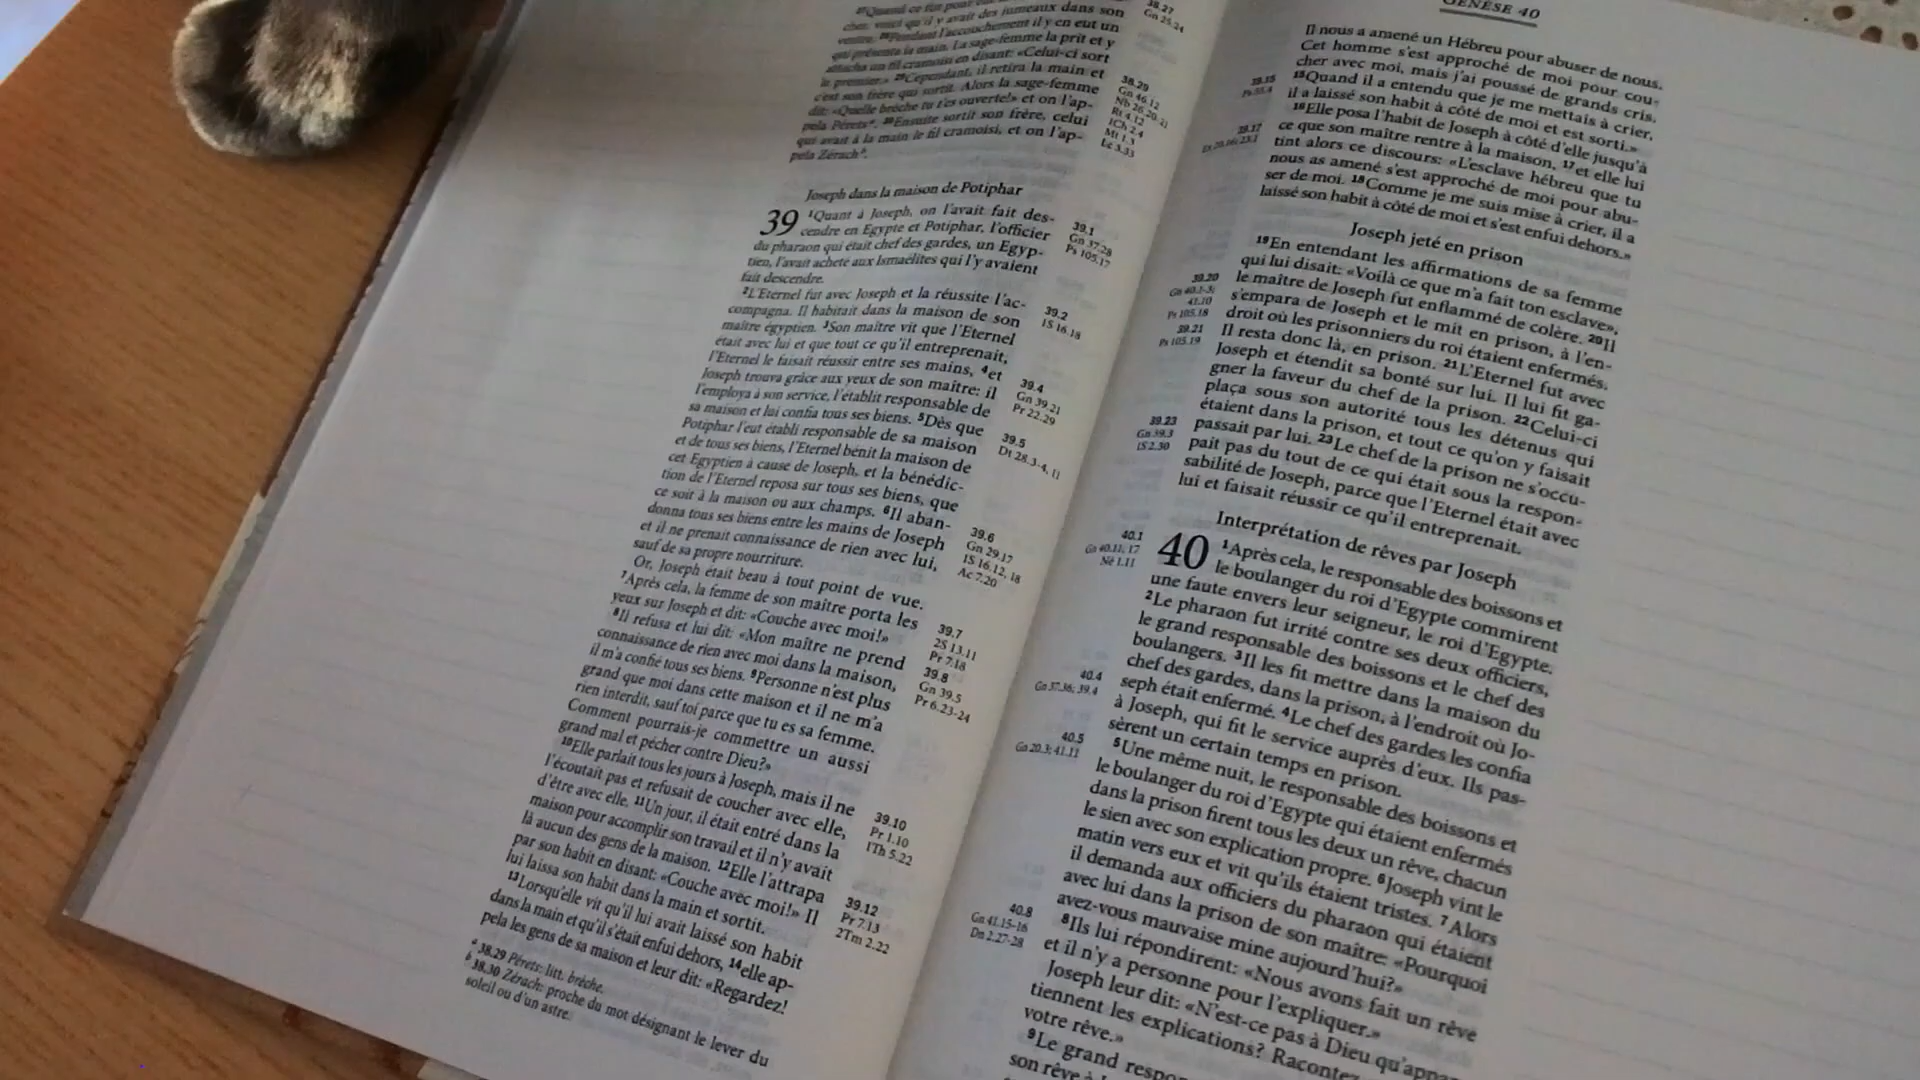 venait. ²⁸Pendant l'accouchement il y en eut un
qui présenta la main. La sage-femme la prit et y
attacha un fil cramoisi en disant: «Celui-ci sort
le premier.» ²⁹Cependant, il retira la main et
c'est son frère qui sortit. Alors la sage-femme
dit: «Quelle brèche tu t'es ouverte!» et on l'ap-
pela Pérets ᵃ. ³⁰Ensuite sortit son frère, celui
qui avait à la main le fil cramoisi, et on l'ap-
pela Zérach ᵇ.
Joseph dans la maison de Potiphar
39 ¹Quant à Joseph, on l'avait fait des-
cendre en Egypte et Potiphar, l'officier
du pharaon qui était chef des gardes, un Egyp-
tien, l'avait acheté aux Ismaélites qui l'y avaient
fait descendre.
²L'Eternel fut avec Joseph et la réussite l'ac-
compagna. Il habitait dans la maison de son
maître égyptien. ³Son maître vit que l'Eternel
était avec lui et que tout ce qu'il entreprenait,
l'Eternel le faisait réussir entre ses mains, ⁴et
Joseph trouva grâce aux yeux de son maître: il
l'employa à son service, l'établit responsable de
sa maison et lui confia tous ses biens. ⁵Dès que
Potiphar l'eut établi responsable de sa maison
et de tous ses biens, l'Eternel bénit la maison de
cet Egyptien à cause de Joseph, et la bénédic-
tion de l'Eternel reposa sur tous ses biens, que
ce soit à la maison ou aux champs. ⁶Il aban-
donna tous ses biens entre les mains de Joseph
et il ne prenait connaissance de rien avec lui,
sauf de sa propre nourriture.
Or, Joseph était beau à tout point de vue.
⁷Après cela, la femme de son maître porta les
yeux sur Joseph et dit: «Couche avec moi!»
⁸Il refusa et lui dit: «Mon maître ne prend
connaissance de rien avec moi dans la maison,
il m'a confié tous ses biens. ⁹Personne n'est plus
grand que moi dans cette maison et il ne m'a
rien interdit, sauf toi parce que tu es sa femme.
Comment pourrais-je commettre un aussi
grand mal et pécher contre Dieu?»
¹⁰Elle parlait tous les jours à Joseph, mais il ne
l'écoutait pas et refusait de coucher avec elle,
d'être avec elle. ¹¹Un jour, il était entré dans la
maison pour accomplir son travail et il n'y avait
là aucun des gens de la maison. ¹²Elle l'attrapa
par son habit en disant: «Couche avec moi!» Il
lui laissa son habit dans la main et sortit.
¹³Lorsqu'elle vit qu'il lui avait laissé son habit
dans la main et qu'il s'était enfui dehors, ¹⁴elle ap-
pela les gens de sa maison et leur dit: «Regardez!
ᵃ 38.29 Pérets: litt. brèche.
ᵇ 38.30 Zérach: proche du mot désignant le lever du
soleil ou d'un astre.
38.27
Gn 25.24
38.29
Gn 46.12
Nb 26.20-21
Rt 4.12
1Ch 2.4
Mt 1.3
Lc 3.33
39.1
Gn 37.28
Ps 105.17
39.2
1S 16.18
39.4
Gn 39.21
Pr 22.29
39.5
Dt 28.3-4, 11
39.6
Gn 29.17
1S 16.12, 18
Ac 7.20
39.7
2S 13.11
Pr 7.18
39.8
Gn 39.5
Pr 6.23-24
39.10
Pr 1.10
1Th 5.22
39.12
Pr 7.13
2Tm 2.22
GENÈSE 40
Il nous a amené un Hébreu pour abuser de nous.
Cet homme s'est approché de moi pour cou-
cher avec moi, mais j'ai poussé de grands cris.
¹⁵Quand il a entendu que je me mettais à crier,
il a laissé son habit à côté de moi et est sorti.»
¹⁶Elle posa l'habit de Joseph à côté d'elle jusqu'à
ce que son maître rentre à la maison, ¹⁷et elle lui
tint alors ce discours: «L'esclave hébreu que tu
nous as amené s'est approché de moi pour abu-
ser de moi. ¹⁸Comme je me suis mise à crier, il a
laissé son habit à côté de moi et s'est enfui dehors.»
Joseph jeté en prison
¹⁹En entendant les affirmations de sa femme
qui lui disait: «Voilà ce que m'a fait ton esclave»,
le maître de Joseph fut enflammé de colère. ²⁰Il
s'empara de Joseph et le mit en prison, à l'en-
droit où les prisonniers du roi étaient enfermés.
Il resta donc là, en prison. ²¹L'Eternel fut avec
Joseph et étendit sa bonté sur lui. Il lui fit ga-
gner la faveur du chef de la prison. ²²Celui-ci
plaça sous son autorité tous les détenus qui
étaient dans la prison, et tout ce qu'on y faisait
passait par lui. ²³Le chef de la prison ne s'occu-
pait pas du tout de ce qui était sous la respon-
sabilité de Joseph, parce que l'Eternel était avec
lui et faisait réussir ce qu'il entreprenait.
Interprétation de rêves par Joseph
40 ¹Après cela, le responsable des boissons et
le boulanger du roi d'Egypte commirent
une faute envers leur seigneur, le roi d'Egypte.
²Le pharaon fut irrité contre ses deux officiers,
le grand responsable des boissons et le chef des
boulangers. ³Il les fit mettre dans la maison du
chef des gardes, dans la prison, à l'endroit où Jo-
seph était enfermé. ⁴Le chef des gardes les confia
à Joseph, qui fit le service auprès d'eux. Ils pas-
sèrent un certain temps en prison.
⁵Une même nuit, le responsable des boissons et
le boulanger du roi d'Egypte qui étaient enfermés
dans la prison firent tous les deux un rêve, chacun
le sien avec son explication propre. ⁶Joseph vint le
matin vers eux et vit qu'ils étaient tristes. ⁷Alors
il demanda aux officiers du pharaon qui étaient
avec lui dans la prison de son maître: «Pourquoi
avez-vous mauvaise mine aujourd'hui?»
⁸Ils lui répondirent: «Nous avons fait un rêve
et il n'y a personne pour l'expliquer.»
Joseph leur dit: «N'est-ce pas à Dieu qu'appar-
tiennent les explications? Racontez
votre rêve.»
⁹Le grand respon
son rêve à
39.15
39.17
39.20
Gn 40.1-3;
41.10
Ps 105.18
39.21
Ps 105.19
39.23
Gn 39.3
1S 2.30
40.1
Gn 40.11, 17
Né 1.11
40.4
Gn 37.36; 39.4
40.5
Gn 20.3; 41.11
40.8
Gn 41.15-16
Dn 2.27-28